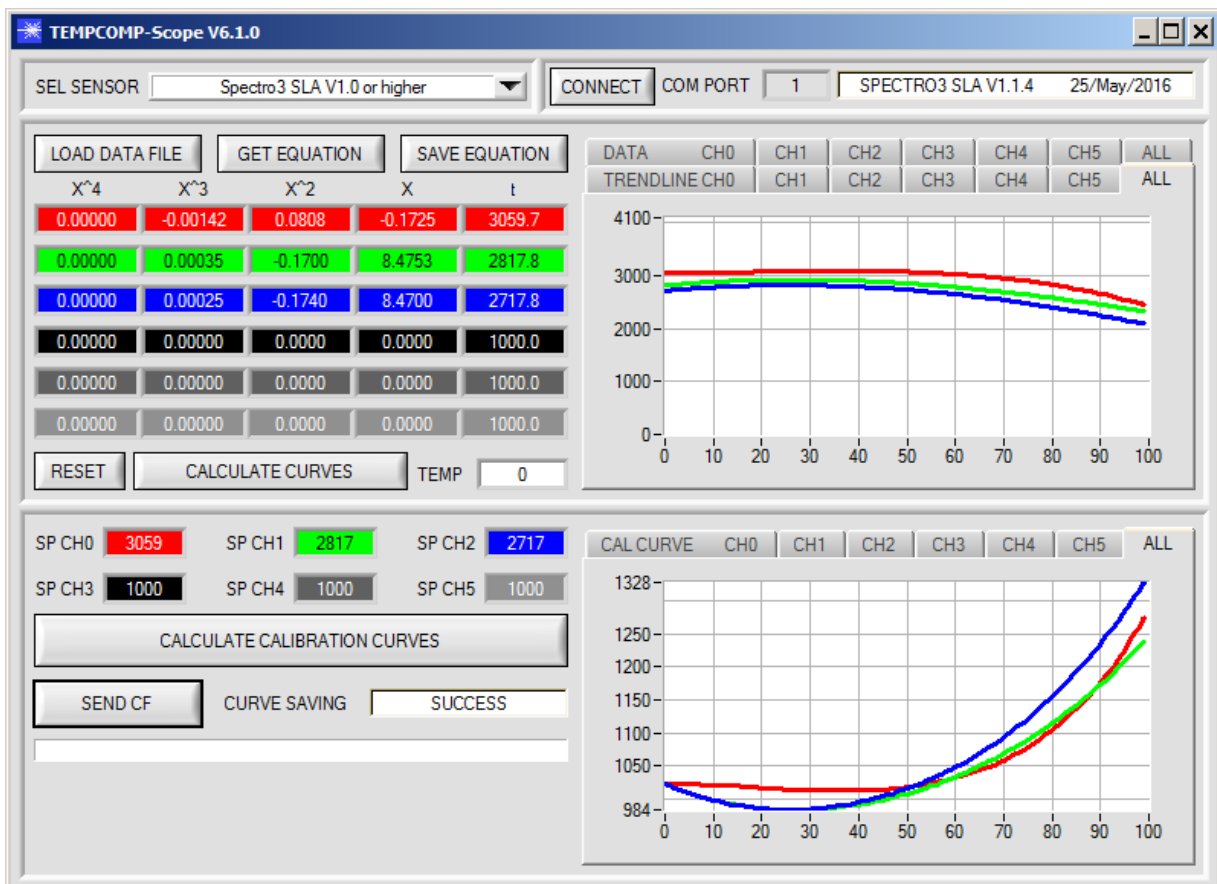 TEMPCOMP-Scope V6.1.0
SEL SENSOR Spectro3 SLA V1.0 or higher CONNECT COM PORT 1 SPECTRO3 SLA V1.1.4 25/May/2016
LOAD DATA FILE GET EQUATION SAVE EQUATION
X^4 X^3 X^2 X t
0.00000 -0.00142 0.0808 -0.1725 3059.7
0.00000 0.00035 -0.1700 8.4753 2817.8
0.00000 0.00025 -0.1740 8.4700 2717.8
0.00000 0.00000 0.0000 0.0000 1000.0
0.00000 0.00000 0.0000 0.0000 1000.0
0.00000 0.00000 0.0000 0.0000 1000.0
RESET CALCULATE CURVES TEMP 0
DATA CH0 CH1 CH2 CH3 CH4 CH5 ALL
TRENDLINE CH0 CH1 CH2 CH3 CH4 CH5 ALL
4100
3000
2000
1000
0
0 10 20 30 40 50 60 70 80 90 100
SP CH0 3059 SP CH1 2817 SP CH2 2717
SP CH3 1000 SP CH4 1000 SP CH5 1000
CALCULATE CALIBRATION CURVES
SEND CF CURVE SAVING SUCCESS
CAL CURVE CH0 CH1 CH2 CH3 CH4 CH5 ALL
1328
1250
1200
1150
1100
1050
984
0 10 20 30 40 50 60 70 80 90 100